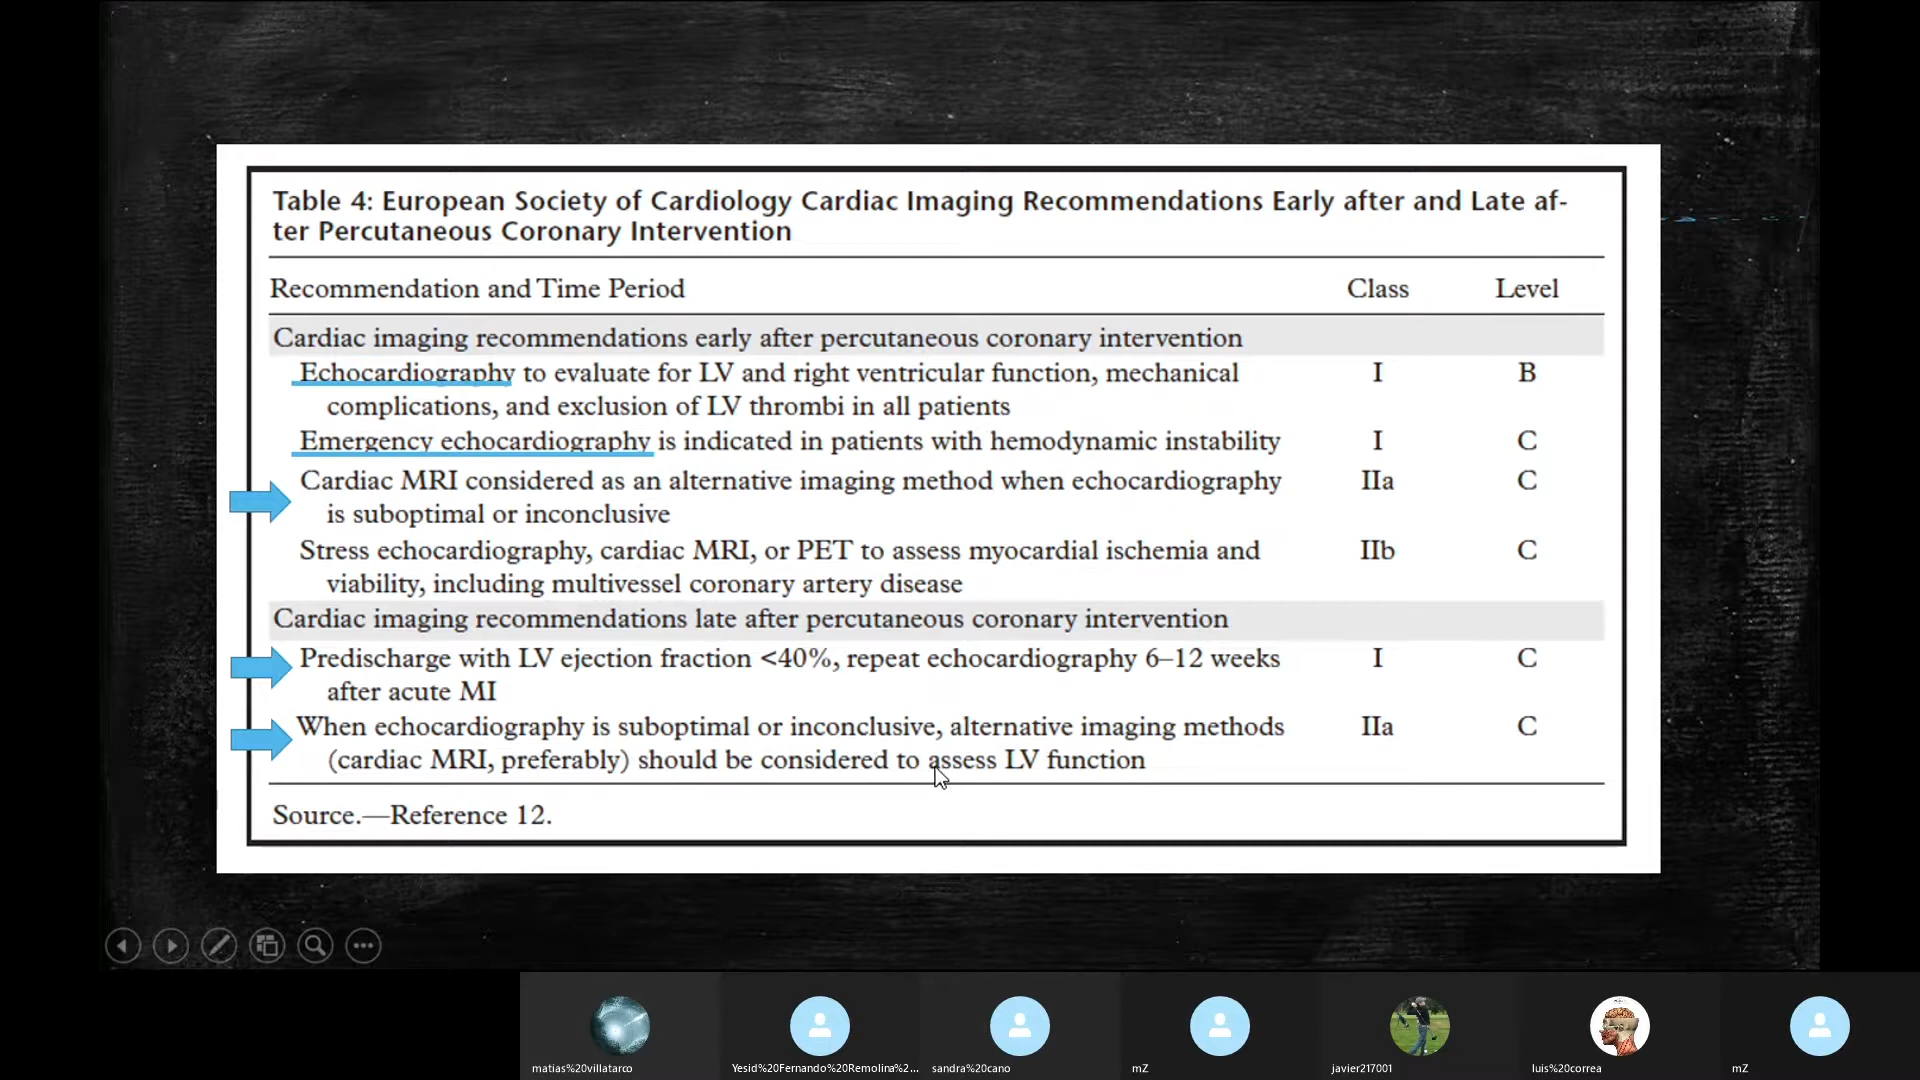 Table 4: European Society of Cardiology Cardiac Imaging Recommendations Early after and Late af-
ter Percutaneous Coronary Intervention
Recommendation and Time Period Class Level
Cardiac imaging recommendations early after percutaneous coronary intervention
Echocardiography to evaluate for LV and right ventricular function, mechanical I B
complications, and exclusion of LV thrombi in all patients
Emergency echocardiography is indicated in patients with hemodynamic instability I C
Cardiac MRI considered as an alternative imaging method when echocardiography IIa C
is suboptimal or inconclusive
Stress echocardiography, cardiac MRI, or PET to assess myocardial ischemia and IIb C
viability, including multivessel coronary artery disease
Cardiac imaging recommendations late after percutaneous coronary intervention
Predischarge with LV ejection fraction <40%, repeat echocardiography 6–12 weeks I C
after acute MI
When echocardiography is suboptimal or inconclusive, alternative imaging methods IIa C
(cardiac MRI, preferably) should be considered to assess LV function
Source.—Reference 12.
matias%20villatarco Yesid%20Fernando%20Remolina%2... sandra%20cano mZ javier217001 luis%20correa mZ